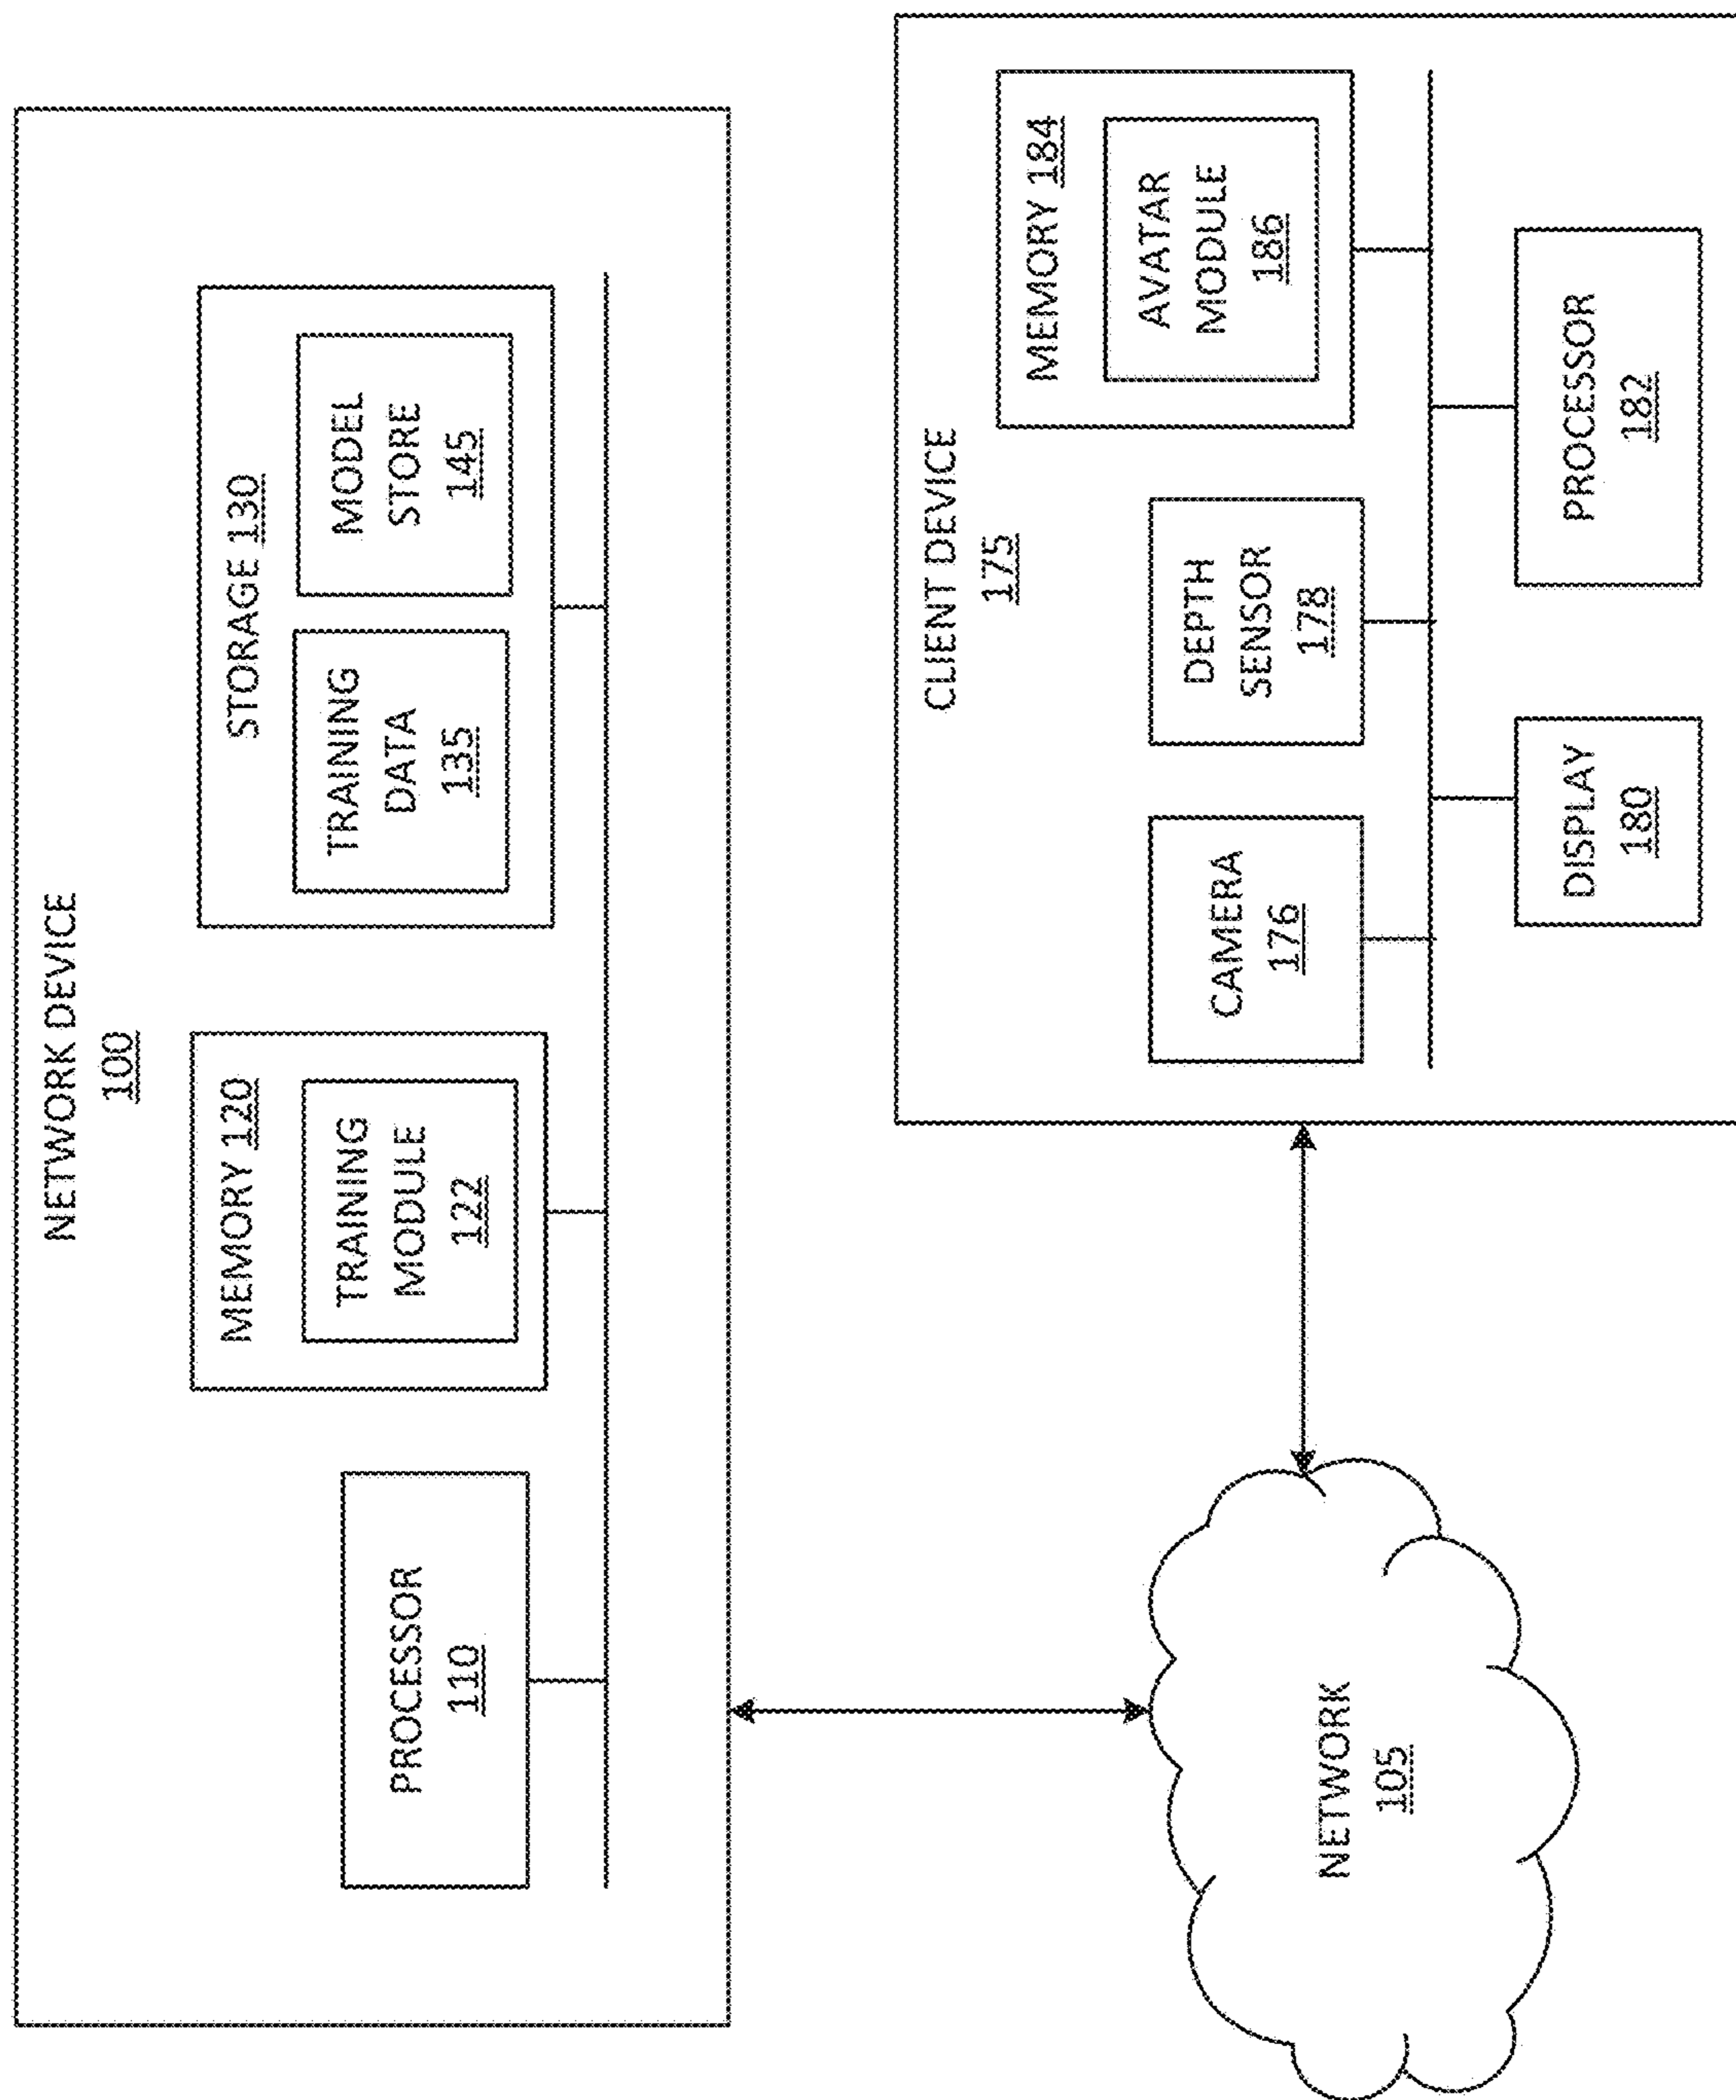 NETWORK DEVICE
100
PROCESSOR
110
MEMORY 120
TRAINING
MODULE
122
STORAGE 130
TRAINING
DATA
135
MODEL
STORE
145
NETWORK
105
CLIENT DEVICE
175
CAMERA
176
DEPTH
SENSOR
178
MEMORY 184
AVATAR
MODULE
186
DISPLAY
180
PROCESSOR
182